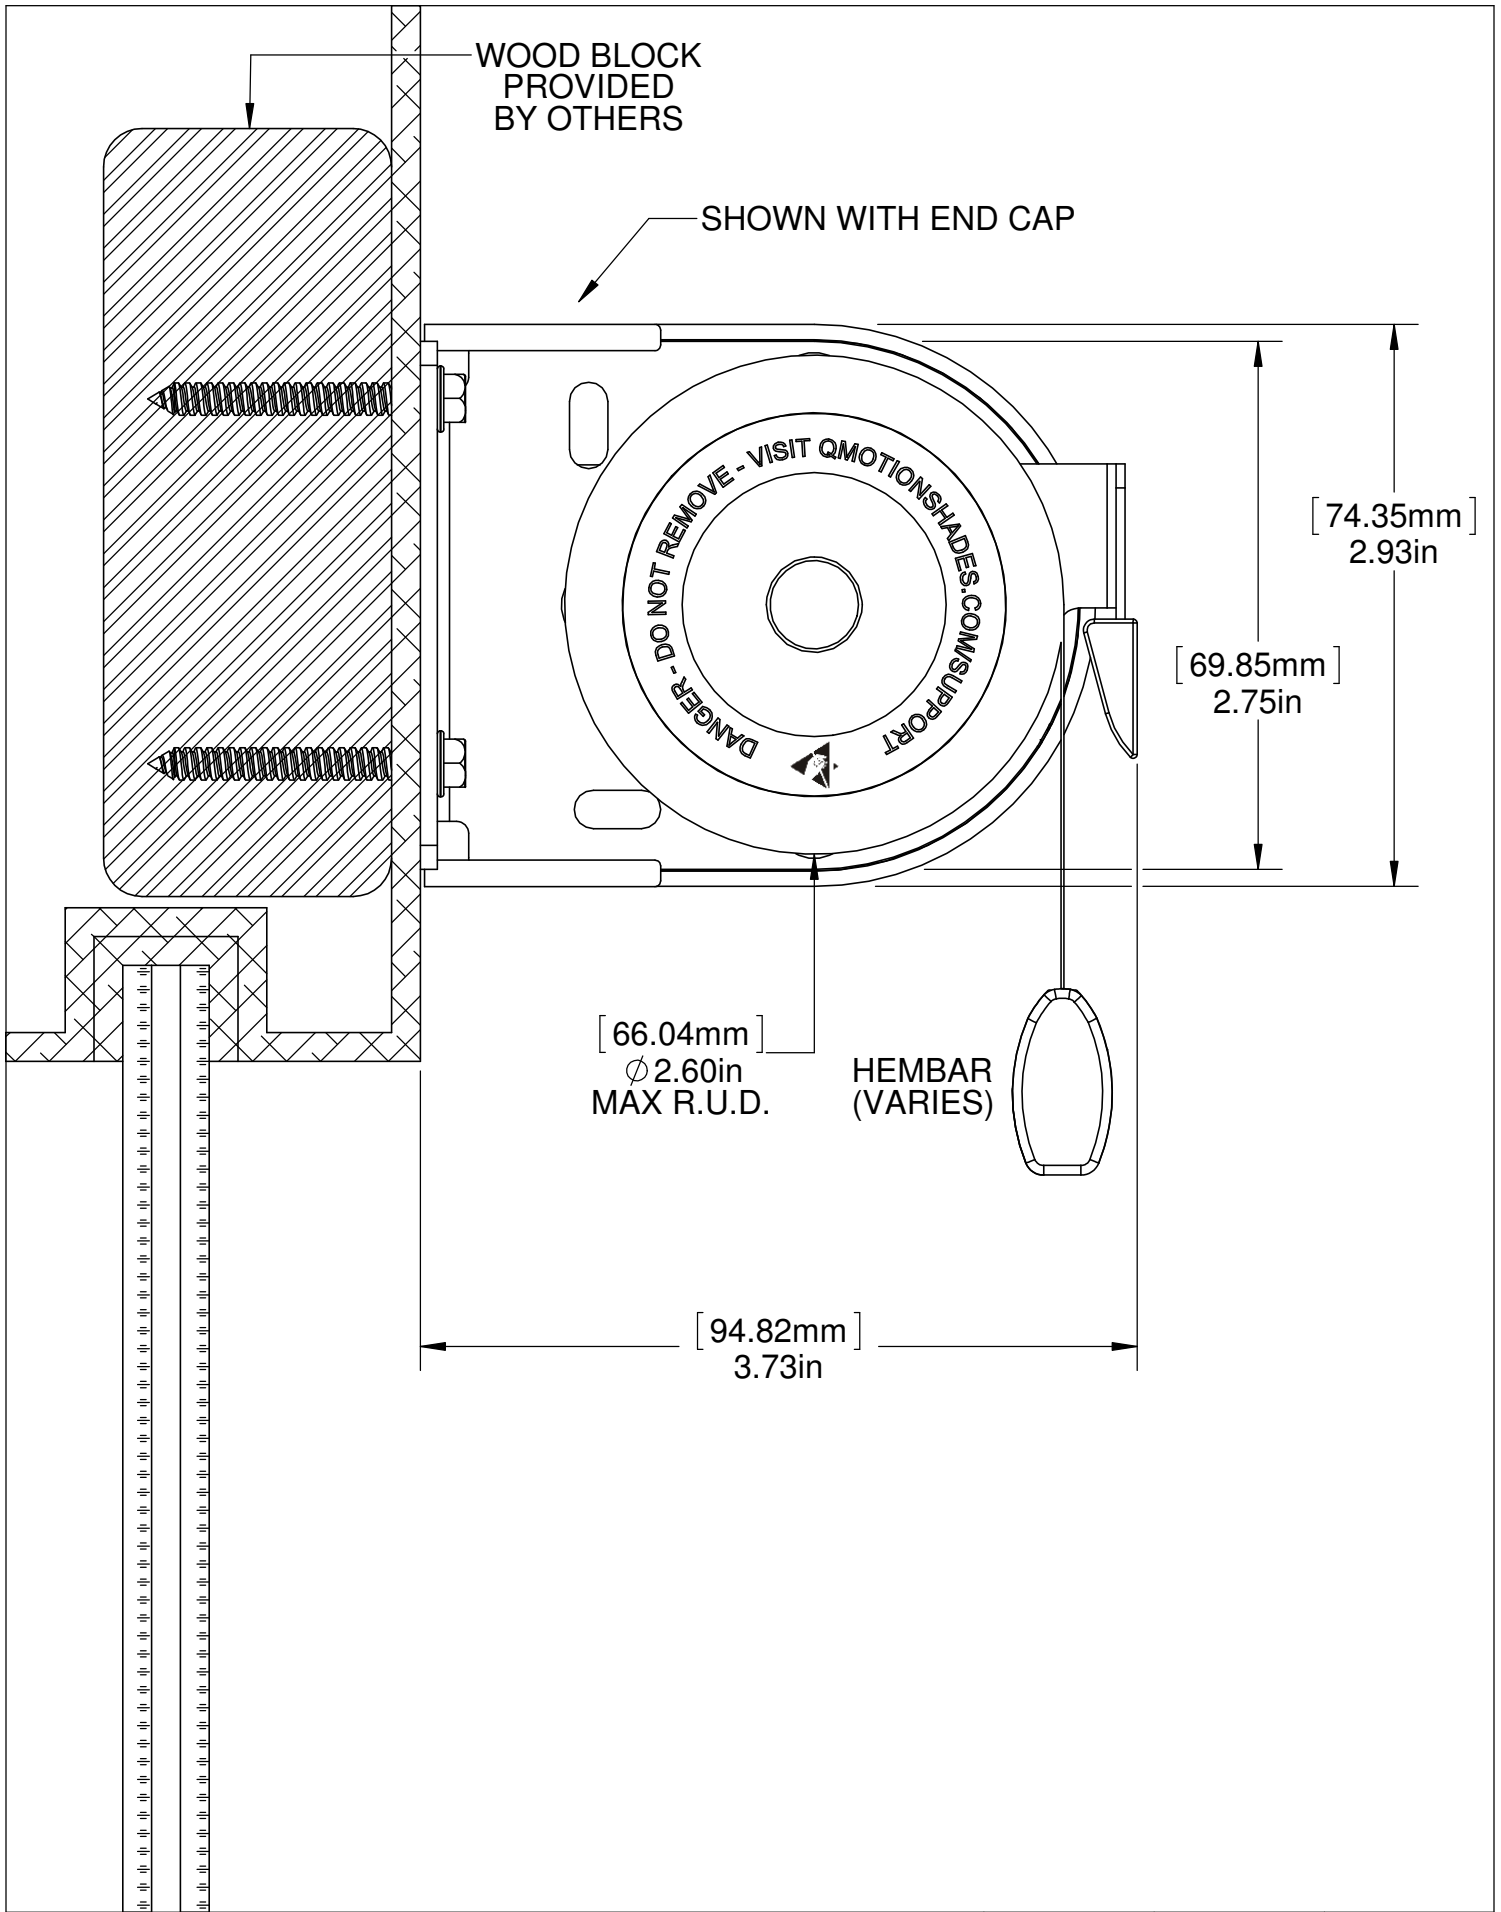 WOOD BLOCK
PROVIDED
BY OTHERS
SHOWN WITH END CAP
DANGER - DO NOT REMOVE - VISIT QMOTIONSHADES.COM/SUPPORT
[74.35mm]
2.93in
[69.85mm]
2.75in
[66.04mm]
∅2.60in
MAX R.U.D.
HEMBAR
(VARIES)
[94.82mm]
3.73in